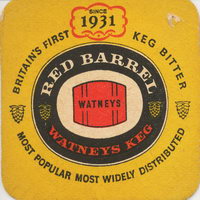 SINCE
1931
BRITAIN'S FIRST KEG BITTER
RED BARREL
WATNEYS
WATNEYS KEG
MOST POPULAR MOST WIDELY DISTRIBUTED